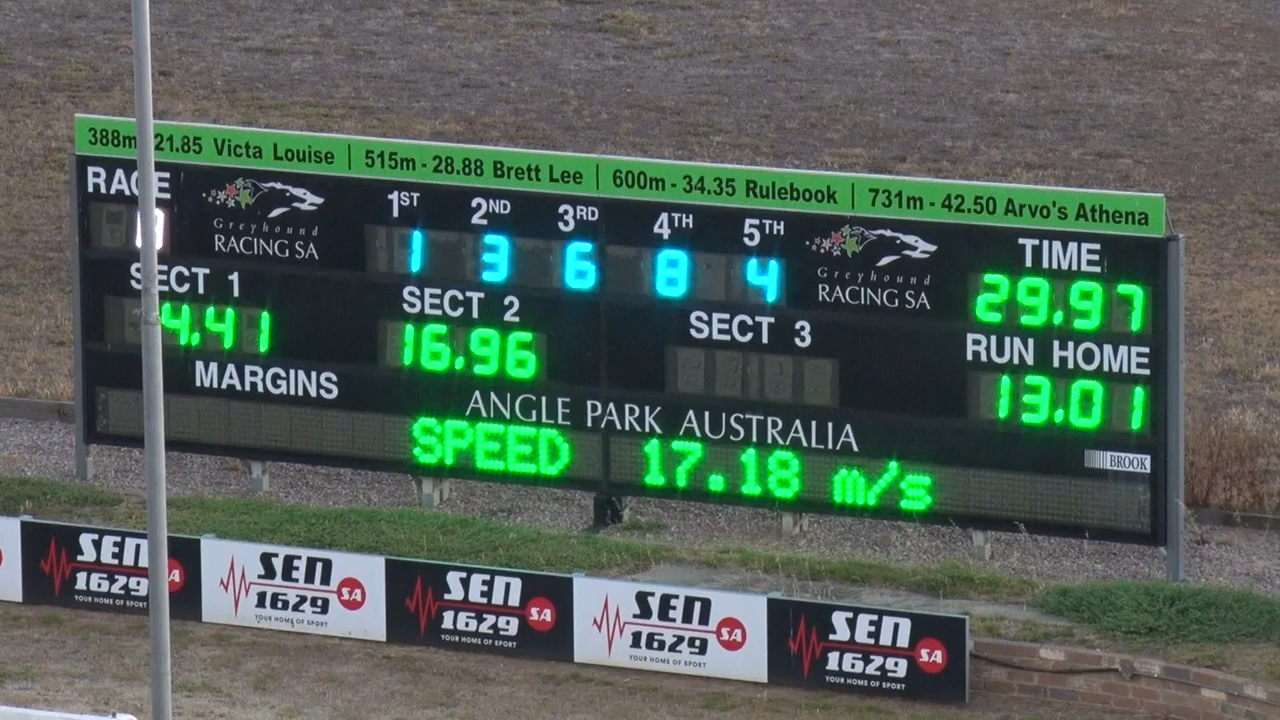 388m 21.85 Victa Louise | 515m - 28.88 Brett Lee | 600m - 34.35 Rulebook | 731m - 42.50 Arvo's Athena
RACE
Greyhound
RACING SA
1ST 2ND 3RD 4TH 5TH
1 3 6 8 4
Greyhound
RACING SA
TIME
29.97
SECT 1
4.41
SECT 2
16.96
SECT 3
RUN HOME
13.01
MARGINS
ANGLE PARK AUSTRALIA
SPEED 17.18 m/s
BROOK
SEN
1629 SA
YOUR HOME OF SPORT
SEN
1629 SA
YOUR HOME OF SPORT
SEN
1629 SA
YOUR HOME OF SPORT
SEN
1629 SA
YOUR HOME OF SPORT
SEN
1629 SA
YOUR HOME OF SPORT